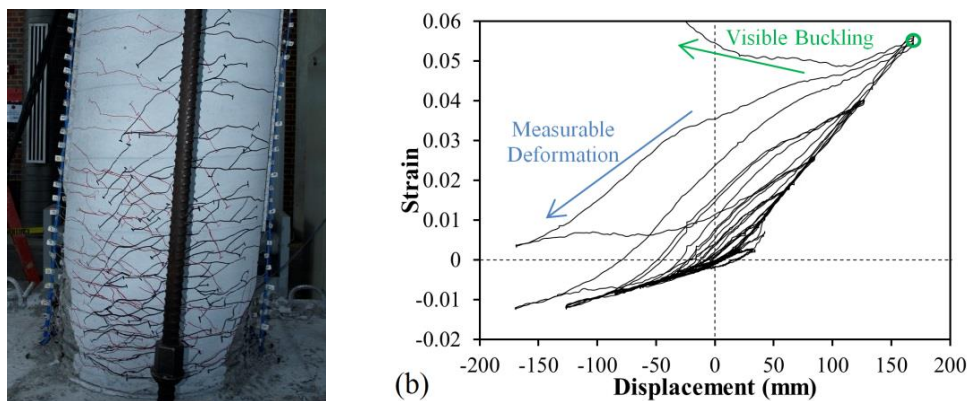 0.06
0.05
0.04
0.03
0.02
0.01
0
-0.01
-0.02
Strain
Visible Buckling
Measurable
Deformation
-200 -150 -100 -50 0 50 100 150 200
(b) Displacement (mm)